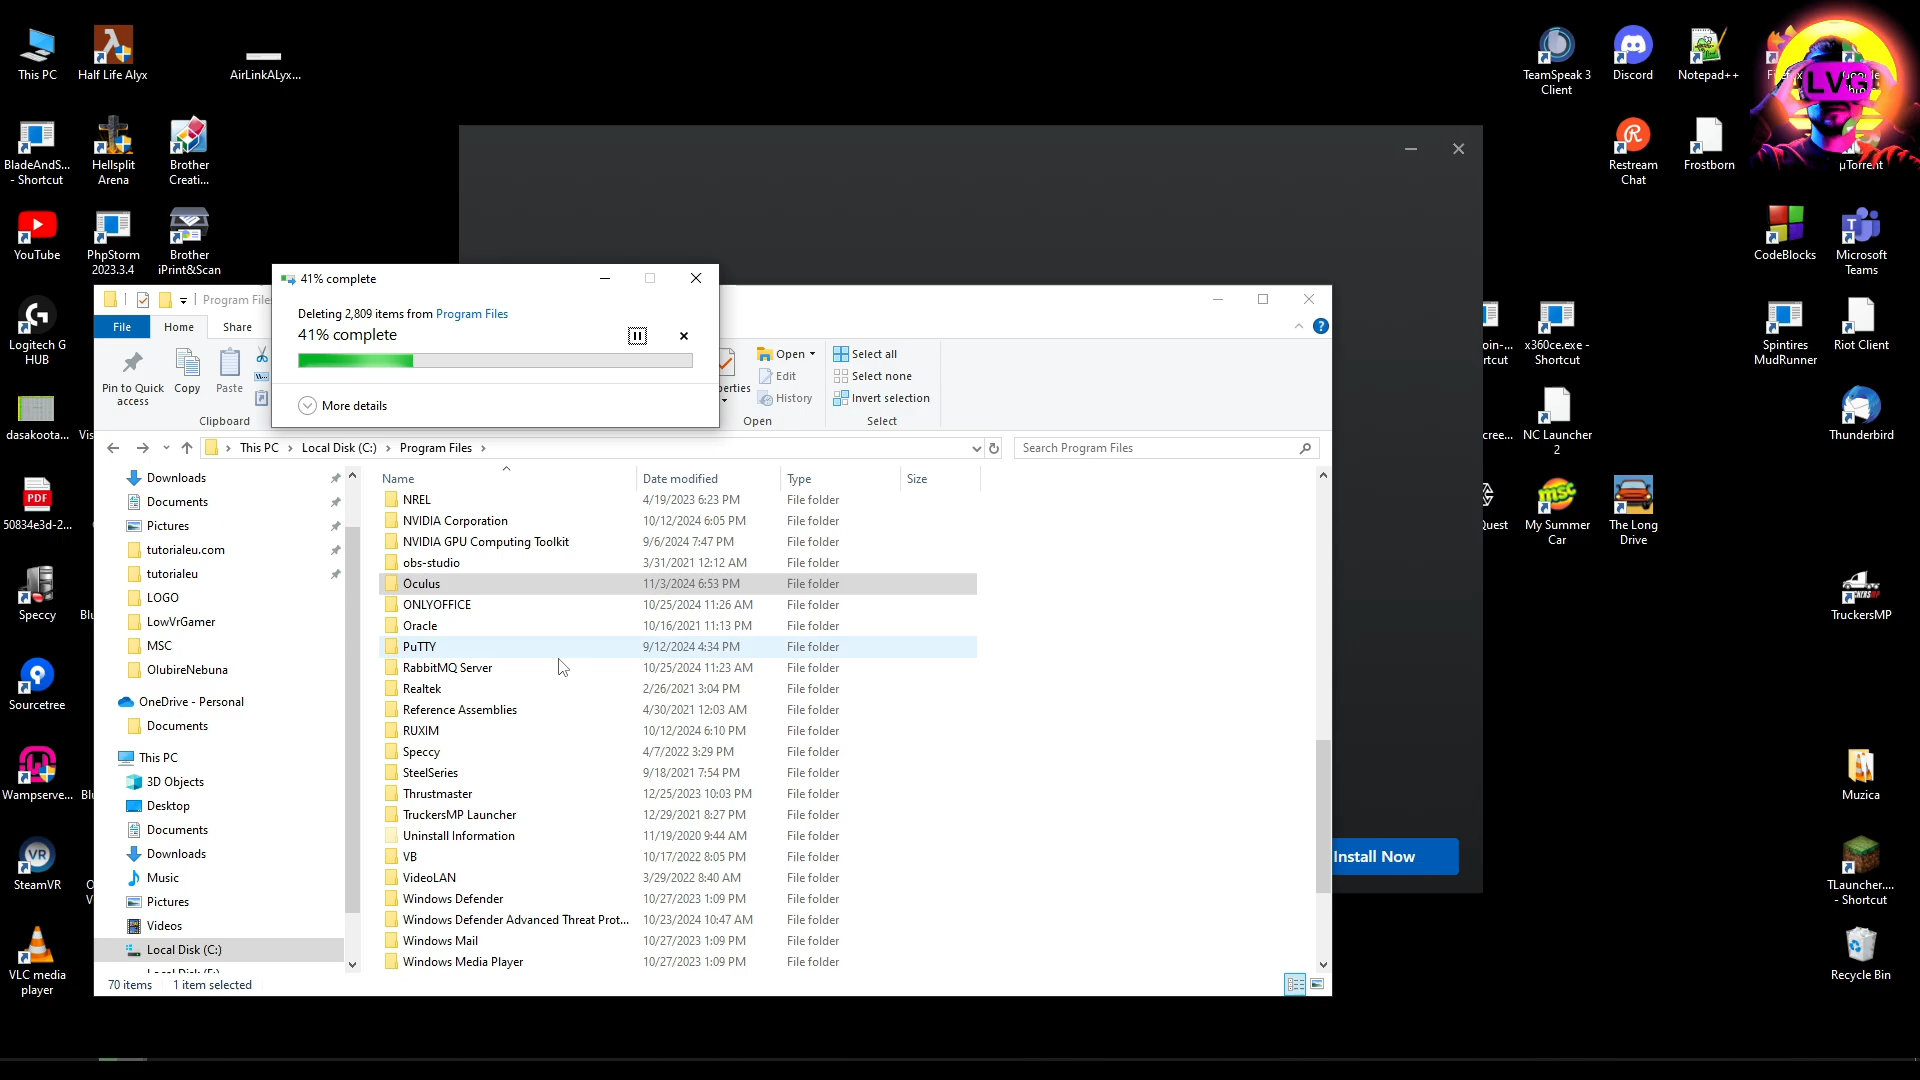 This PC
Half Life Alyx
AirLinkALyx...
BladeAndS...
- Shortcut
Hellsplit
Arena
Brother
Creati...
YouTube
PhpStorm
2023.3.4
Brother
iPrint&Scan
Logitech G
HUB
dasakoota...
Vis
50834e3d-2...
PDF
Speccy
Blu
Sourcetree
Wampserve...
Blu
SteamVR
VR
O
V
VLC media
player
TeamSpeak 3
Client
Discord
Notepad++
LVG
Restream
Chat
Frostborn
µTorrent
CodeBlocks
Microsoft
Teams
oin-...
rtcut
x360ce.exe -
Shortcut
Spintires
MudRunner
Riot Client
cree...
rtcut
NC Launcher
2
Thunderbird
Quest
msc
My Summer
Car
The Long
Drive
TruckersMP
Muzica
TLauncher....
- Shortcut
Recycle Bin
Install Now
41% complete
Deleting 2,809 items from Program Files
41% complete
More details
Program Files
File
Home
Share
Pin to Quick
access
Copy
Paste
Clipboard
perties
Open
Edit
History
Open
Select all
Select none
Invert selection
Select
This PC
Local Disk (C:)
Program Files
Search Program Files
Downloads
Documents
Pictures
tutorialeu.com
tutorialeu
LOGO
LowVrGamer
MSC
OlubireNebuna
OneDrive - Personal
Documents
This PC
3D Objects
Desktop
Documents
Downloads
Music
Pictures
Videos
Local Disk (C:)
Name Date modified Type Size
NREL 4/19/2023 6:23 PM File folder
NVIDIA Corporation 10/12/2024 6:05 PM File folder
NVIDIA GPU Computing Toolkit 9/6/2024 7:47 PM File folder
obs-studio 3/31/2021 12:12 AM File folder
Oculus 11/3/2024 6:53 PM File folder
ONLYOFFICE 10/25/2024 11:26 AM File folder
Oracle 10/16/2021 11:13 PM File folder
PuTTY 9/12/2024 4:34 PM File folder
RabbitMQ Server 10/25/2024 11:23 AM File folder
Realtek 2/26/2021 3:04 PM File folder
Reference Assemblies 4/30/2021 12:03 AM File folder
RUXIM 10/12/2024 6:10 PM File folder
Speccy 4/7/2022 3:29 PM File folder
SteelSeries 9/18/2021 7:54 PM File folder
Thrustmaster 12/25/2023 10:03 PM File folder
TruckersMP Launcher 12/29/2021 8:27 PM File folder
Uninstall Information 11/19/2020 9:44 AM File folder
VB 10/17/2022 8:05 PM File folder
VideoLAN 3/29/2022 8:40 AM File folder
Windows Defender 10/27/2023 1:09 PM File folder
Windows Defender Advanced Threat Prot... 10/23/2024 10:47 AM File folder
Windows Mail 10/27/2023 1:09 PM File folder
Windows Media Player 10/27/2023 1:09 PM File folder
70 items
1 item selected